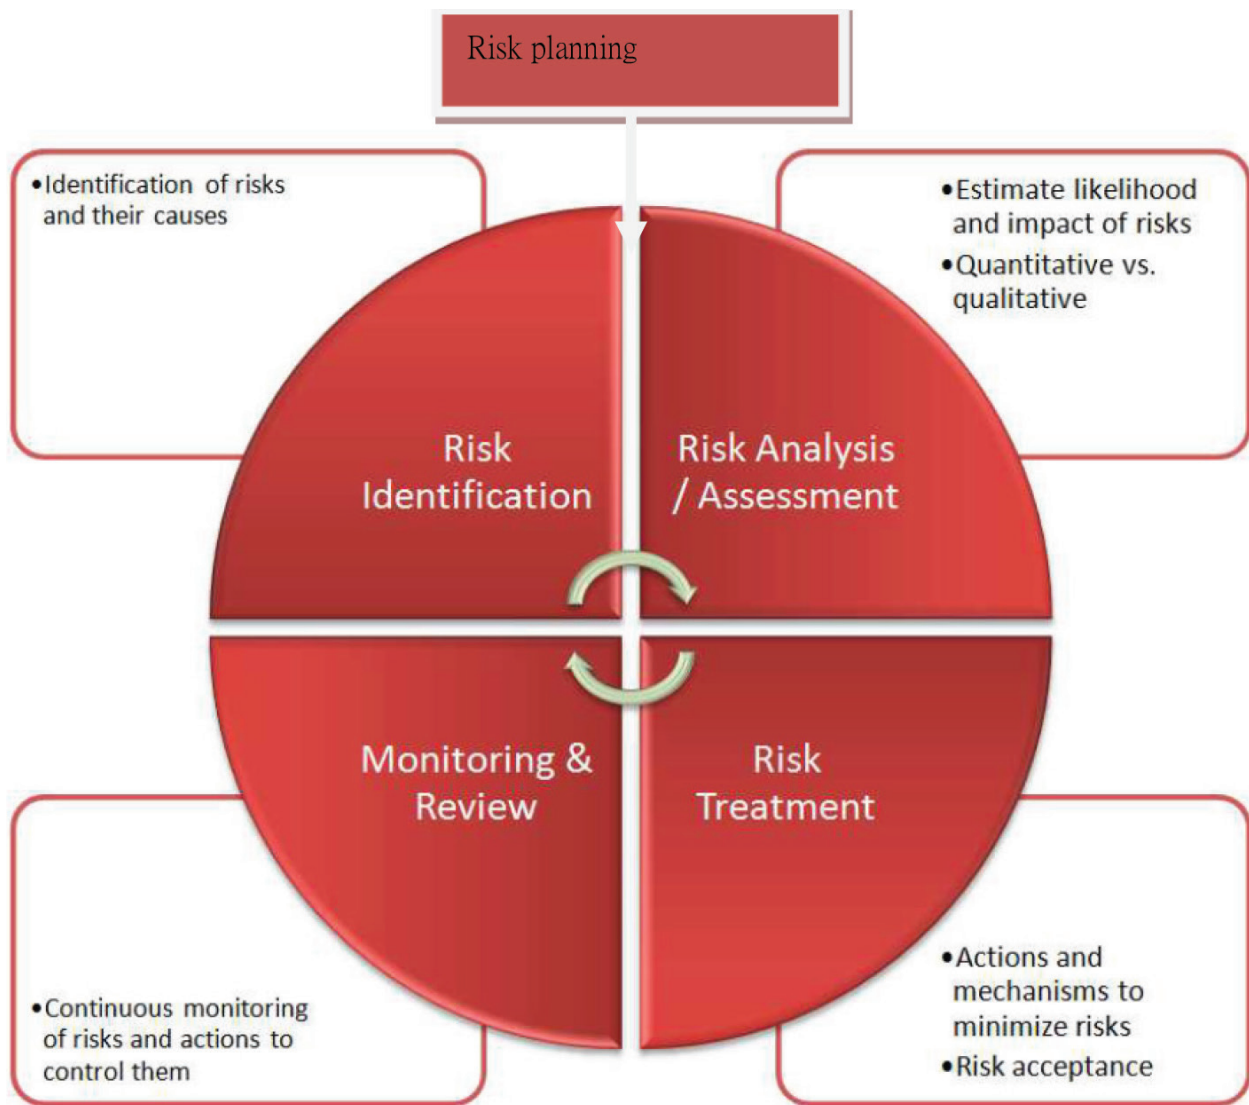 Risk planning
•Identification of risks
and their causes
•Estimate likelihood
and impact of risks
•Quantitative vs.
qualitative
Risk
Identification
Risk Analysis
/ Assessment
Monitoring &
Review
Risk
Treatment
•Continuous monitoring
of risks and actions to
control them
•Actions and
mechanisms to
minimize risks
•Risk acceptance